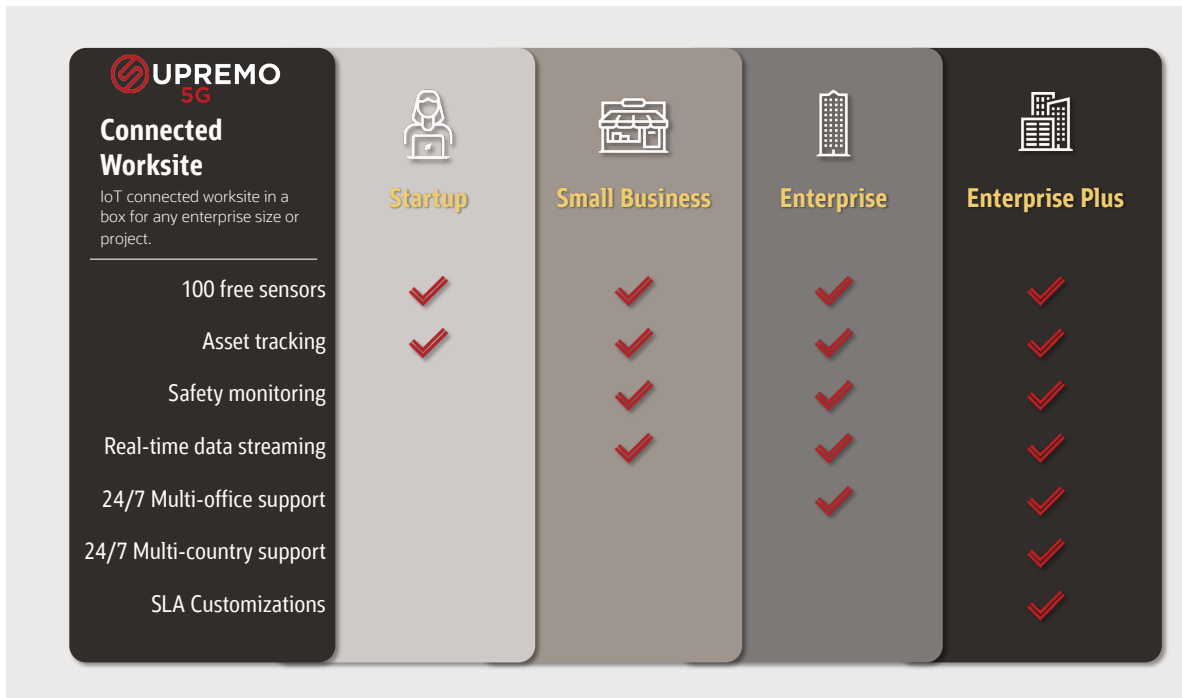 UPREMO
5G
Connected
Worksite
IoT connected worksite in a
box for any enterprise size or
project.
Startup
Small Business
Enterprise
Enterprise Plus
100 free sensors
Asset tracking
Safety monitoring
Real-time data streaming
24/7 Multi-office support
24/7 Multi-country support
SLA Customizations